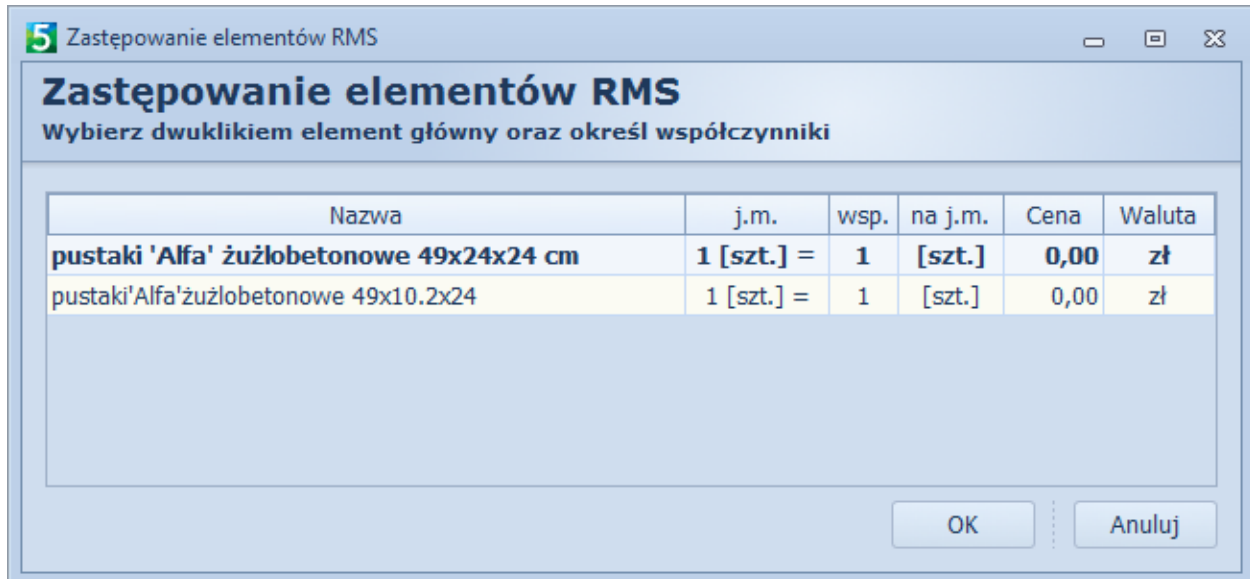 5 Zastępowanie elementów RMS
Zastępowanie elementów RMS
Wybierz dwuklikiem element główny oraz określ współczynniki
Nazwa j.m. wsp. na j.m. Cena Waluta
pustaki 'Alfa' żużlobetonowe 49x24x24 cm 1 [szt.] = 1 [szt.] 0,00 zł
pustaki'Alfa'żużlobetonowe 49x10.2x24 1 [szt.] = 1 [szt.] 0,00 zł
OK Anuluj